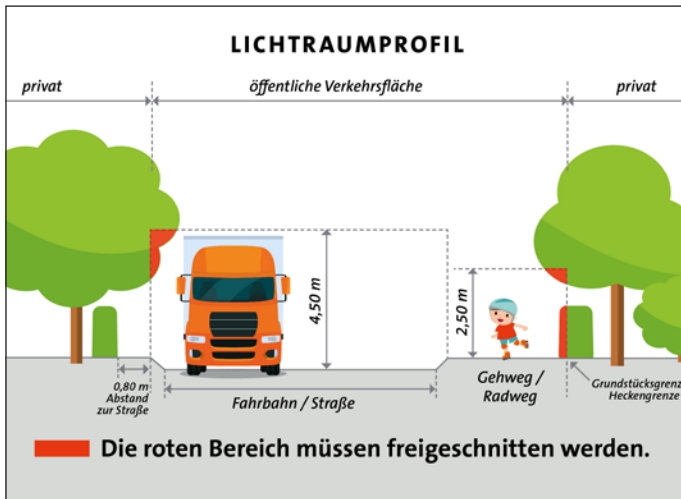 LICHTRAUMPROFIL
privat
öffentliche Verkehrsfläche
privat
4,50 m
2,50 m
0,80 m
Abstand
zur Straße
Fahrbahn / Straße
Gehweg /
Radweg
Grundstücksgrenze
Heckengrenze
Die roten Bereich müssen freigeschnitten werden.